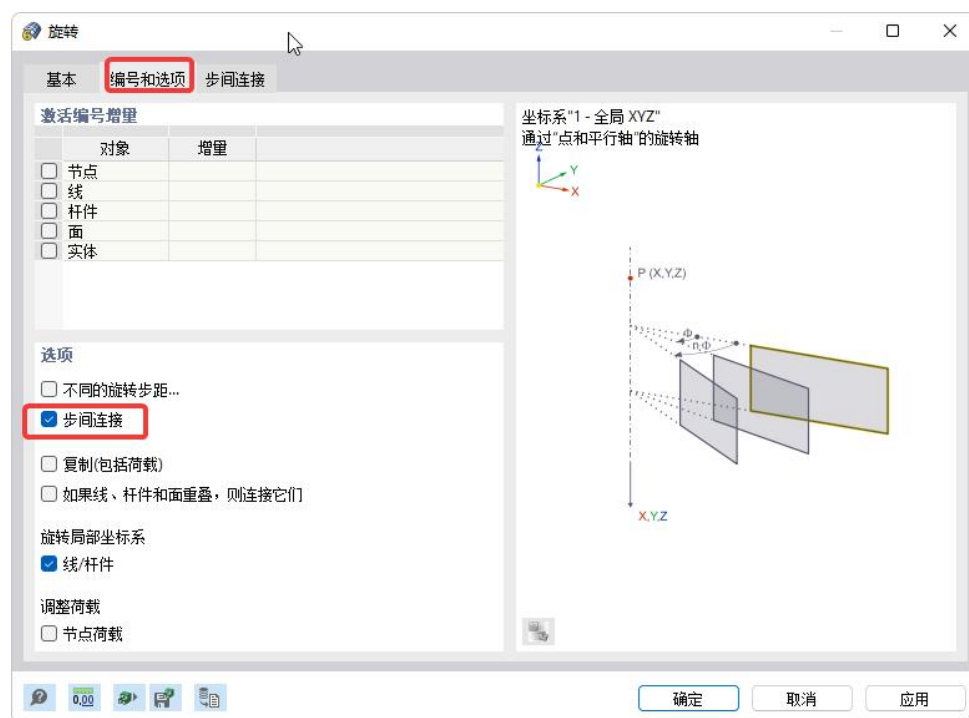 旋转
基本 编号和选项 步间连接
激活编号增量
对象 增量
节点
线
杆件
面
实体
选项
不同的旋转步距...
步间连接
复制(包括荷载)
如果线、杆件和面重叠，则连接它们
旋转局部坐标系
线/杆件
调整荷载
节点荷载
坐标系"1 - 全局 XYZ"
通过"点和平行轴"的旋转轴
Z
Y
X
P (X,Y,Z)
Φ
n.Φ
X,Y,Z
0,00
确定 取消 应用